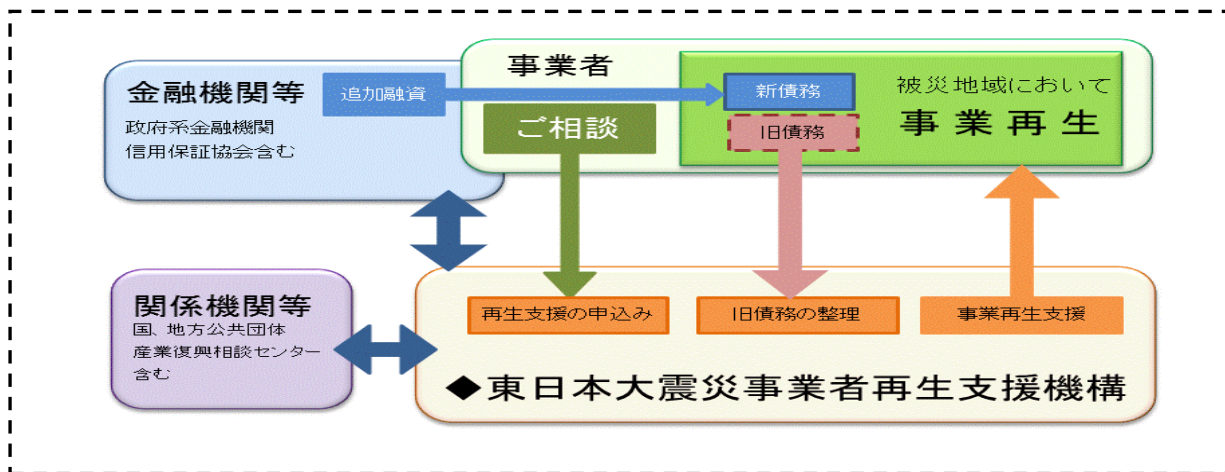 金融機関等
政府系金融機関
信用保証協会含む
追加融資
事業者
ご相談
新債務
旧債務
被災地域において
事業再生
関係機関等
国、地方公共団体
産業復興相談センター
含む
再生支援の申込み
旧債務の整理
事業再生支援
◆東日本大震災事業者再生支援機構